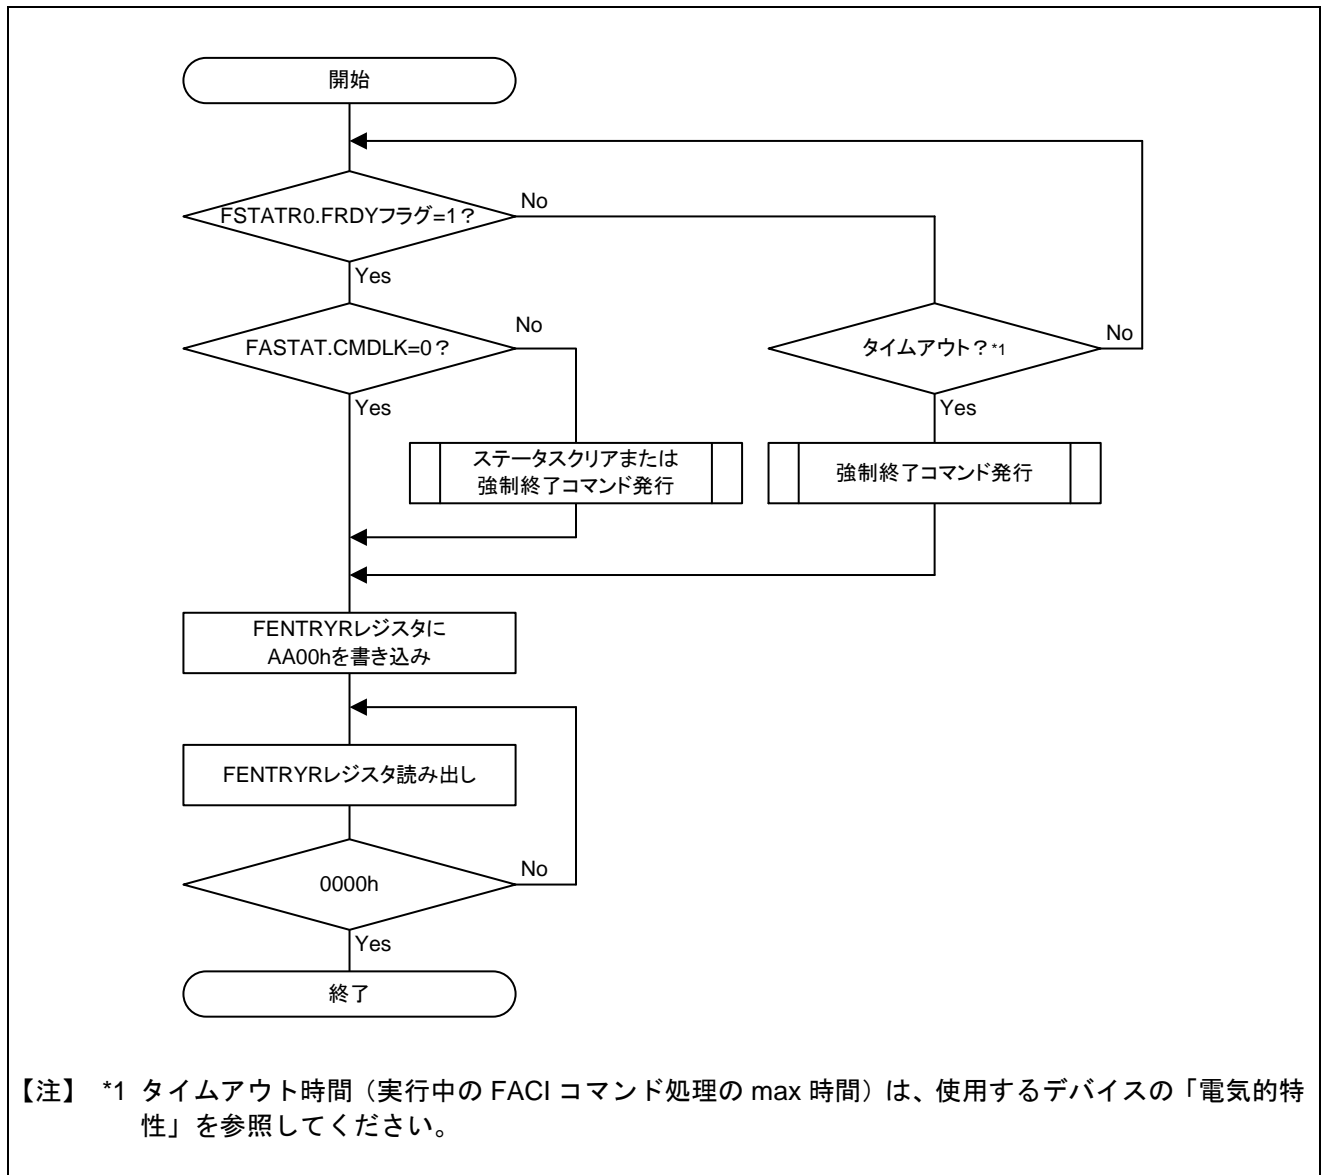 開始
FSTATR0.FRDYフラグ=1?
No
Yes
FASTAT.CMDLK=0?
No
タイムアウト?*1
No
Yes
Yes
ステータスクリアまたは
強制終了コマンド発行
強制終了コマンド発行
FENTRYRレジスタに
AA00hを書き込み
FENTRYRレジスタ読み出し
0000h
No
Yes
終了
【注】 *1 タイムアウト時間（実行中の FACI コマンド処理の max 時間）は、使用するデバイスの「電気的特
性」を参照してください。